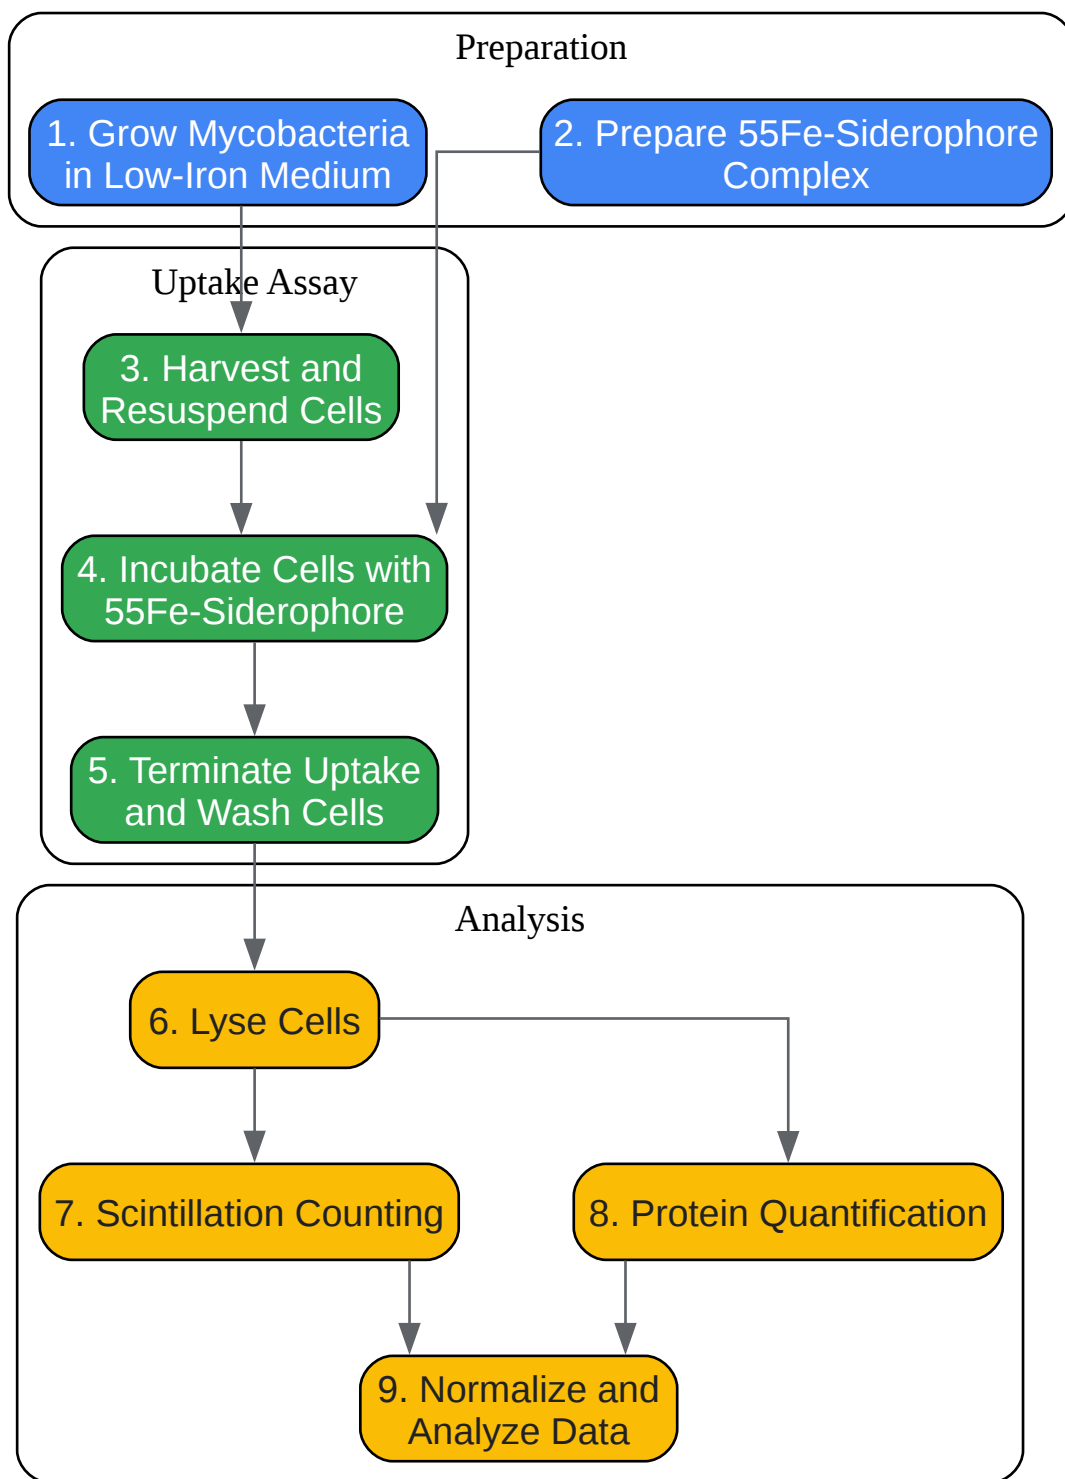 Preparation
1. Grow Mycobacteria
in Low-Iron Medium
2. Prepare 55Fe-Siderophore
Complex
Uptake Assay
3. Harvest and
Resuspend Cells
4. Incubate Cells with
55Fe-Siderophore
5. Terminate Uptake
and Wash Cells
Analysis
6. Lyse Cells
7. Scintillation Counting
8. Protein Quantification
9. Normalize and
Analyze Data